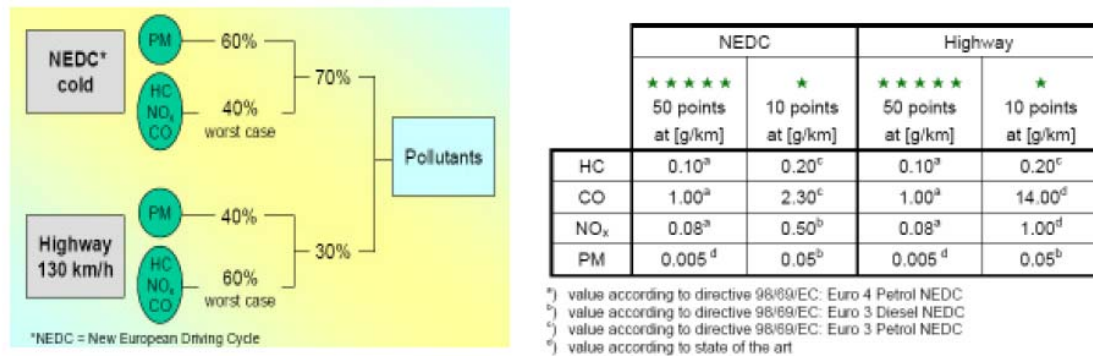 NEDC*
cold
PM
60%
HC
NOx
CO
40%
worst case
70%
Pollutants
Highway
130 km/h
PM
40%
HC
NOx
CO
60%
worst case
30%
*NEDC = New European Driving Cycle
NEDC Highway
★★★★★ ★ ★★★★★ ★
50 points 10 points 50 points 10 points
at [g/km] at [g/km] at [g/km] at [g/km]
HC 0.10ª 0.20ᶜ 0.10ª 0.20ᶜ
CO 1.00ª 2.30ᶜ 1.00ª 14.00ᵈ
NOx 0.08ª 0.50ᵇ 0.08ª 1.00ᵈ
PM 0.005ᵈ 0.05ᵇ 0.005ᵈ 0.05ᵇ
ª) value according to directive 98/69/EC: Euro 4 Petrol NEDC
ᵇ) value according to directive 98/69/EC: Euro 3 Diesel NEDC
ᶜ) value according to directive 98/69/EC: Euro 3 Petrol NEDC
) value according to state of the art